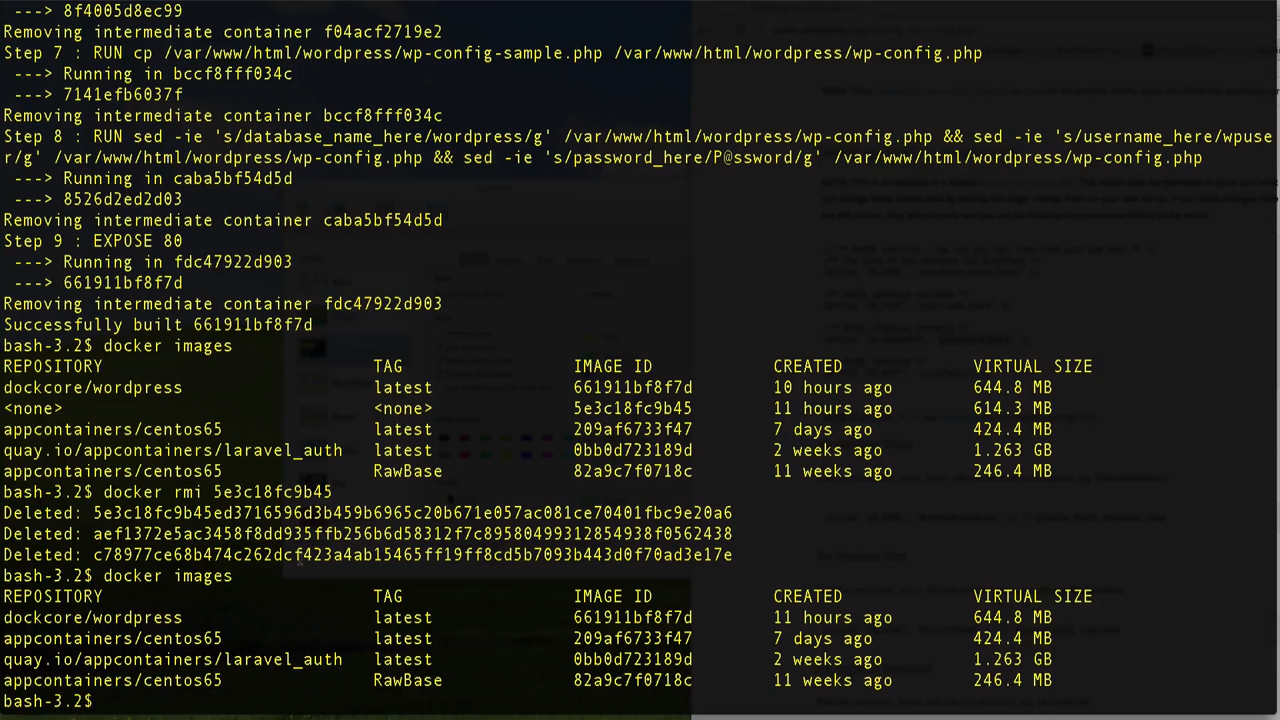 ---> 8f4005d8ec99
Removing intermediate container f04acf2719e2
Step 7 : RUN cp /var/www/html/wordpress/wp-config-sample.php /var/www/html/wordpress/wp-config.php
---> Running in bccf8fff034c
---> 7141efb6037f
Removing intermediate container bccf8fff034c
Step 8 : RUN sed -ie 's/database_name_here/wordpress/g' /var/www/html/wordpress/wp-config.php && sed -ie 's/username_here/wpuse
r/g' /var/www/html/wordpress/wp-config.php && sed -ie 's/password_here/P@ssword/g' /var/www/html/wordpress/wp-config.php
---> Running in caba5bf54d5d
---> 8526d2ed2d03
Removing intermediate container caba5bf54d5d
Step 9 : EXPOSE 80
---> Running in fdc47922d903
---> 661911bf8f7d
Removing intermediate container fdc47922d903
Successfully built 661911bf8f7d
bash-3.2$ docker images
REPOSITORY TAG IMAGE ID CREATED VIRTUAL SIZE
dockcore/wordpress latest 661911bf8f7d 10 hours ago 644.8 MB
<none> <none> 5e3c18fc9b45 11 hours ago 614.3 MB
appcontainers/centos65 latest 209af6733f47 7 days ago 424.4 MB
quay.io/appcontainers/laravel_auth latest 0bb0d723189d 2 weeks ago 1.263 GB
appcontainers/centos65 RawBase 82a9c7f0718c 11 weeks ago 246.4 MB
bash-3.2$ docker rmi 5e3c18fc9b45
Deleted: 5e3c18fc9b45ed3716596d3b459b6965c20b671e057ac081ce70401fbc9e20a6
Deleted: aef1372e5ac3458f8dd935ffb256b6d58312f7c89580499312854938f0562438
Deleted: c78977ce68b474c262dcf423a4ab15465ff19ff8cd5b7093b443d0f70ad3e17e
bash-3.2$ docker images
REPOSITORY TAG IMAGE ID CREATED VIRTUAL SIZE
dockcore/wordpress latest 661911bf8f7d 11 hours ago 644.8 MB
appcontainers/centos65 latest 209af6733f47 7 days ago 424.4 MB
quay.io/appcontainers/laravel_auth latest 0bb0d723189d 2 weeks ago 1.263 GB
appcontainers/centos65 RawBase 82a9c7f0718c 11 weeks ago 246.4 MB
bash-3.2$